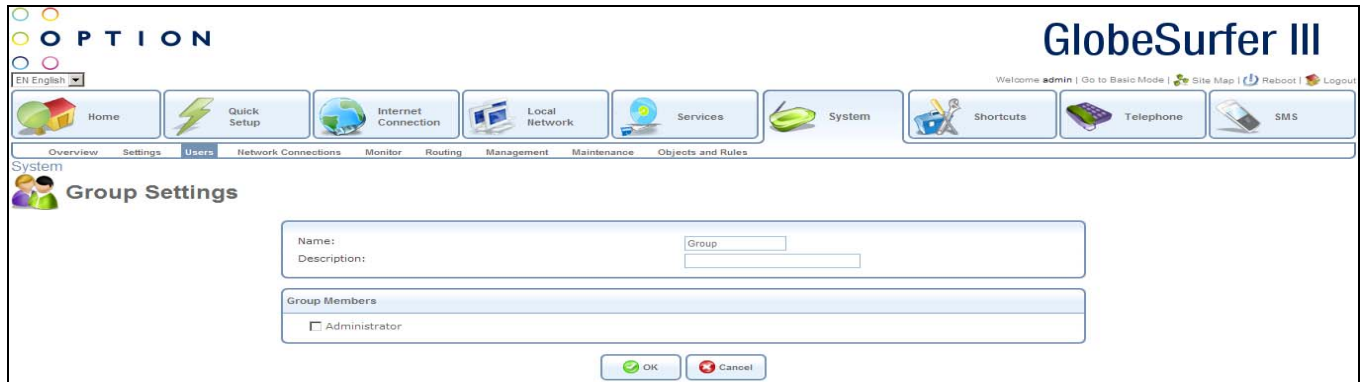 OPTION
GlobeSurfer III
EN English
Welcome admin | Go to Basic Mode | Site Map | Reboot | Logout
Home
Quick Setup
Internet Connection
Local Network
Services
System
Shortcuts
Telephone
SMS
Overview Settings Users Network Connections Monitor Routing Management Maintenance Objects and Rules
System
Group Settings
Name: Group
Description:
Group Members
Administrator
OK Cancel